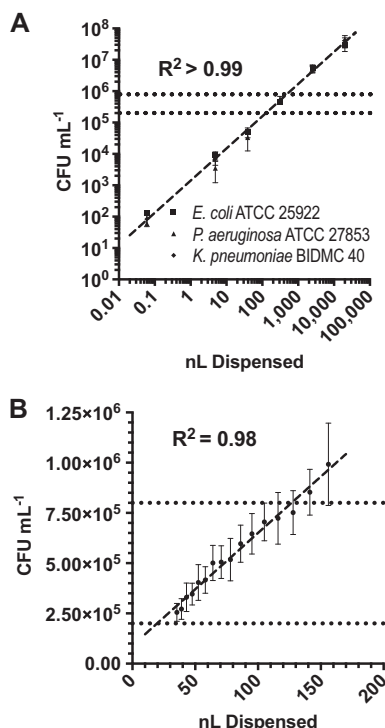 A
R² > 0.99
CFU mL⁻¹
10⁸
10⁷
10⁶
10⁵
10⁴
10³
10²
10¹
10⁰
E. coli ATCC 25922
P. aeruginosa ATCC 27853
K. pneumoniae BIDMC 40
0.01
0.1
1
10
100
1,000
10,000
100,000
nL Dispensed
B
R² = 0.98
CFU mL⁻¹
1.25×10⁶
1.00×10⁶
7.50×10⁵
5.00×10⁵
2.50×10⁵
0.00
0
50
100
150
200
nL Dispensed